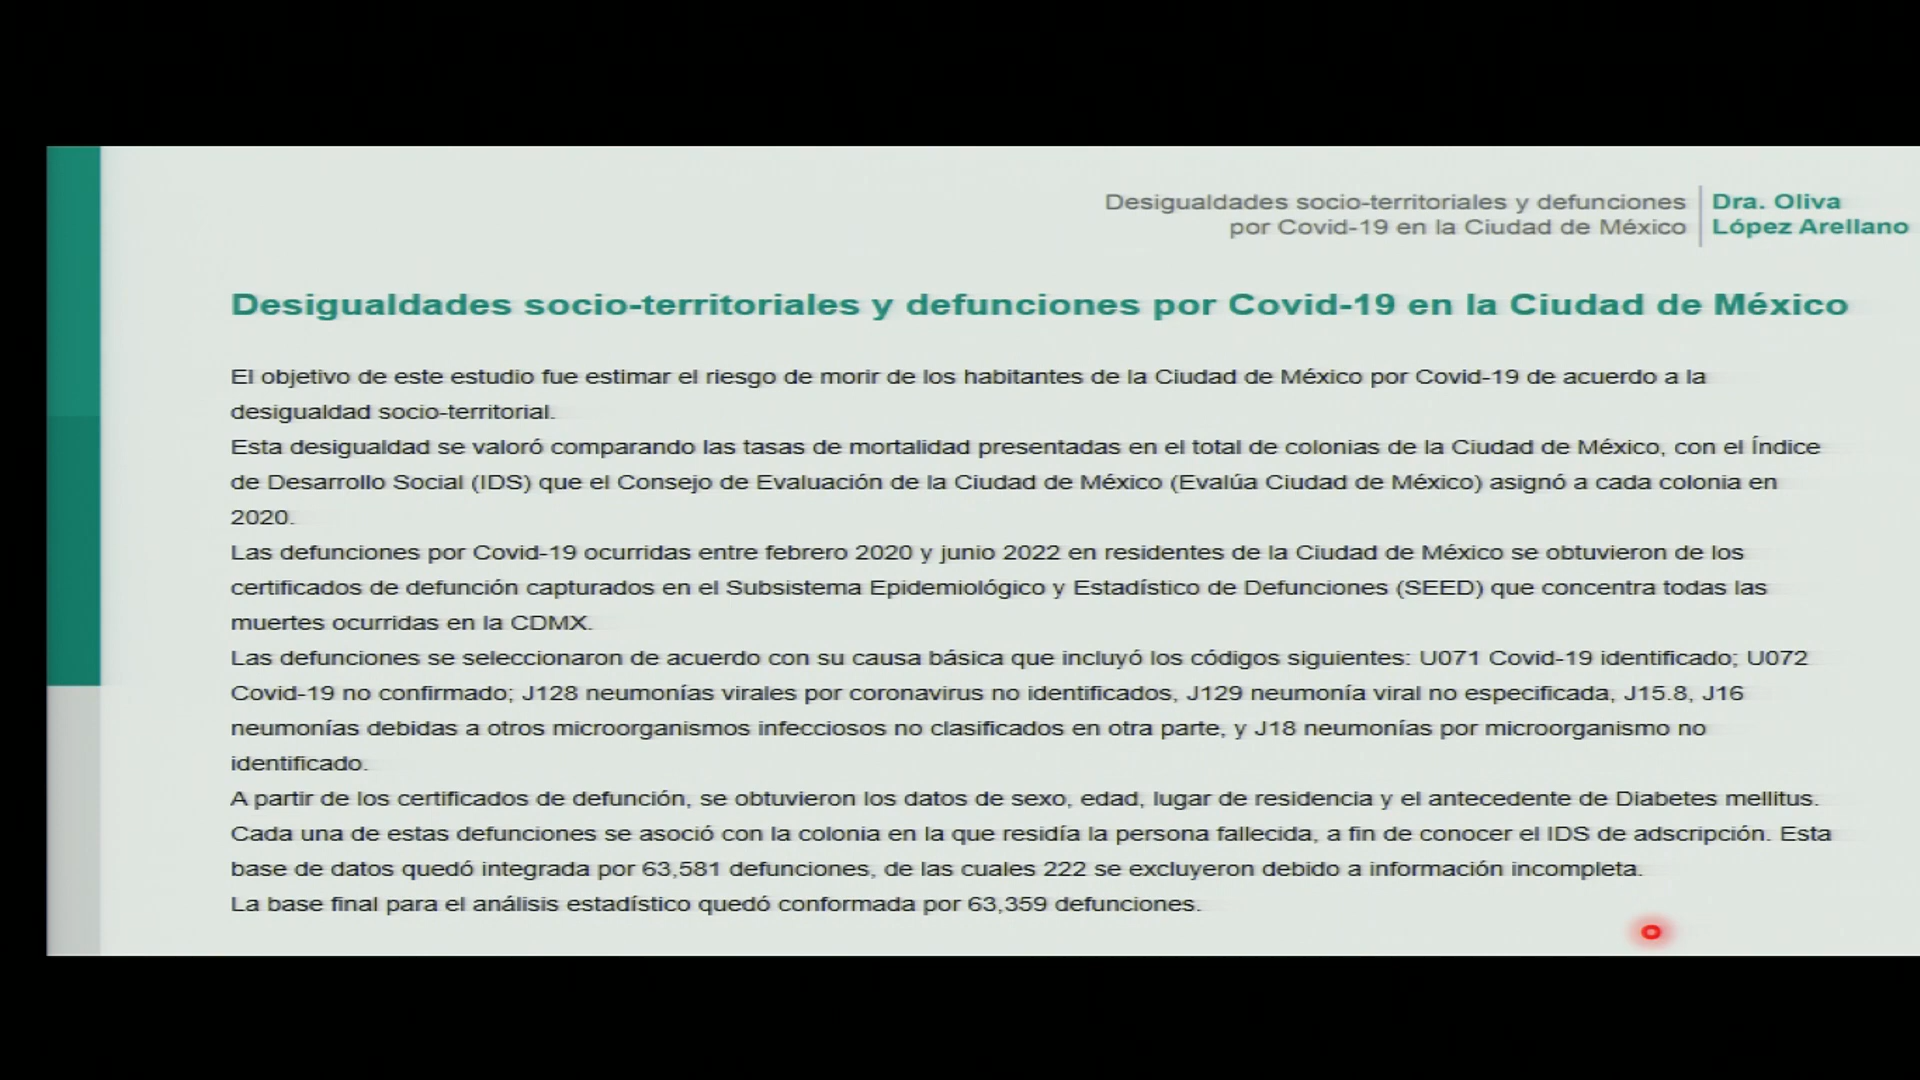 Desigualdades socio-territoriales y defunciones
por Covid-19 en la Ciudad de México
Dra. Oliva
López Arellano
Desigualdades socio-territoriales y defunciones por Covid-19 en la Ciudad de México
El objetivo de este estudio fue estimar el riesgo de morir de los habitantes de la Ciudad de México por Covid-19 de acuerdo a la
desigualdad socio-territorial.
Esta desigualdad se valoró comparando las tasas de mortalidad presentadas en el total de colonias de la Ciudad de México, con el Índice
de Desarrollo Social (IDS) que el Consejo de Evaluación de la Ciudad de México (Evalúa Ciudad de México) asignó a cada colonia en
2020.
Las defunciones por Covid-19 ocurridas entre febrero 2020 y junio 2022 en residentes de la Ciudad de México se obtuvieron de los
certificados de defunción capturados en el Subsistema Epidemiológico y Estadístico de Defunciones (SEED) que concentra todas las
muertes ocurridas en la CDMX.
Las defunciones se seleccionaron de acuerdo con su causa básica que incluyó los códigos siguientes: U071 Covid-19 identificado; U072
Covid-19 no confirmado; J128 neumonías virales por coronavirus no identificados, J129 neumonía viral no especificada, J15.8, J16
neumonías debidas a otros microorganismos infecciosos no clasificados en otra parte, y J18 neumonías por microorganismo no
identificado.
A partir de los certificados de defunción, se obtuvieron los datos de sexo, edad, lugar de residencia y el antecedente de Diabetes mellitus.
Cada una de estas defunciones se asoció con la colonia en la que residía la persona fallecida, a fin de conocer el IDS de adscripción. Esta
base de datos quedó integrada por 63,581 defunciones, de las cuales 222 se excluyeron debido a información incompleta.
La base final para el análisis estadístico quedó conformada por 63,359 defunciones.